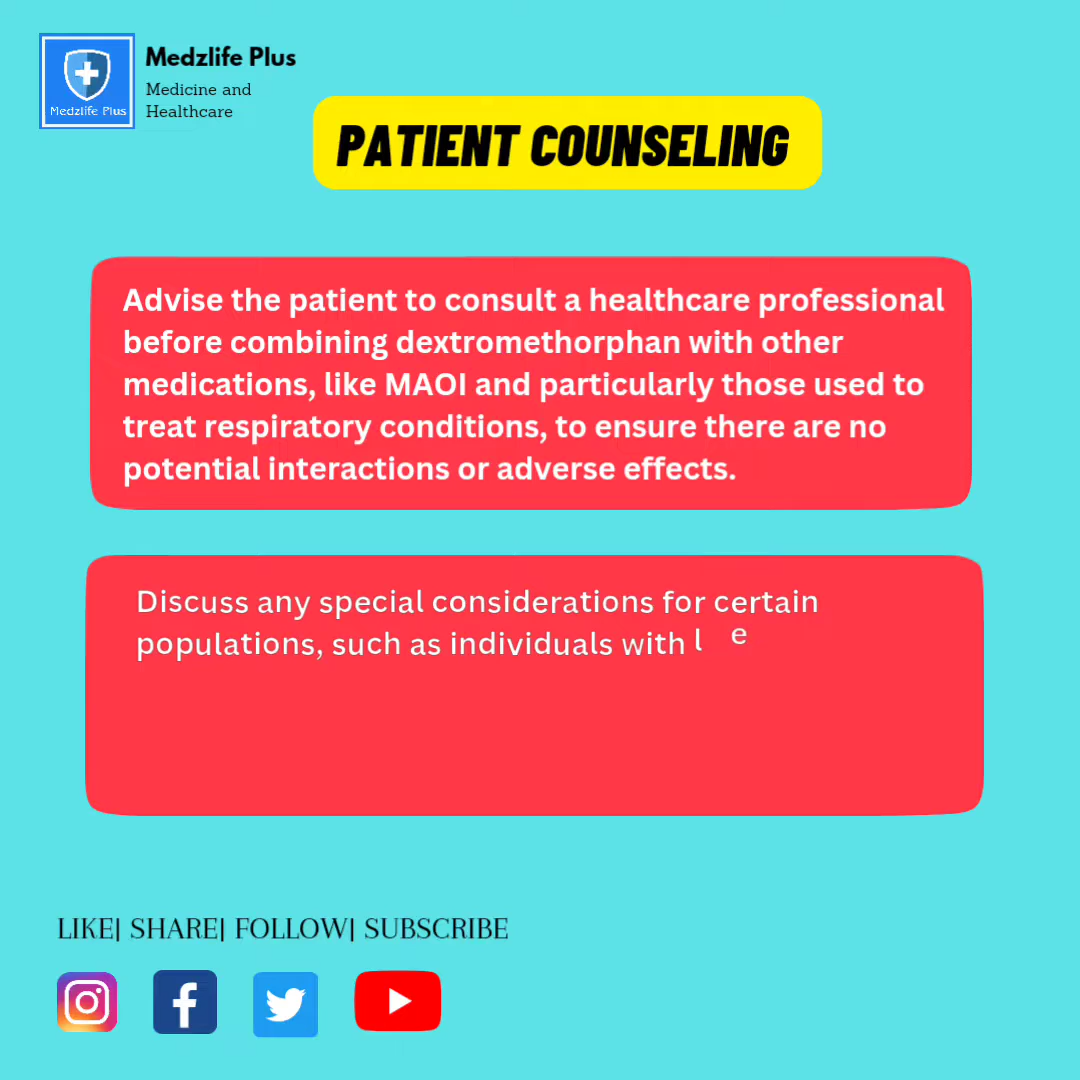 Medzlife Plus
Medzlife Plus
Medicine and
Healthcare
PATIENT COUNSELING
Advise the patient to consult a healthcare professional
before combining dextromethorphan with other
medications, like MAOI and particularly those used to
treat respiratory conditions, to ensure there are no
potential interactions or adverse effects.
Discuss any special considerations for certain
populations, such as individuals with l e
LIKE| SHARE| FOLLOW| SUBSCRIBE